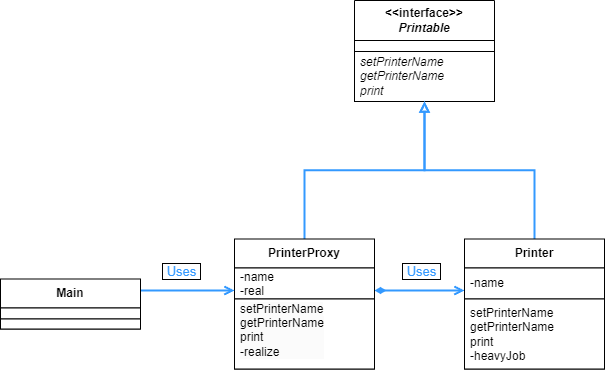 <<interface>>
Printable
setPrinterName
getPrinterName
print
Main
Uses
PrinterProxy
-name
-real
setPrinterName
getPrinterName
print
-realize
Uses
Printer
-name
setPrinterName
getPrinterName
print
-heavyJob